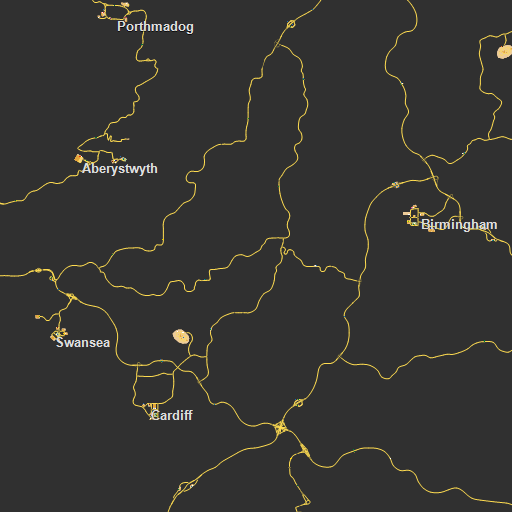 Porthmadog
Aberystwyth
Birmingham
Swansea
Cardiff